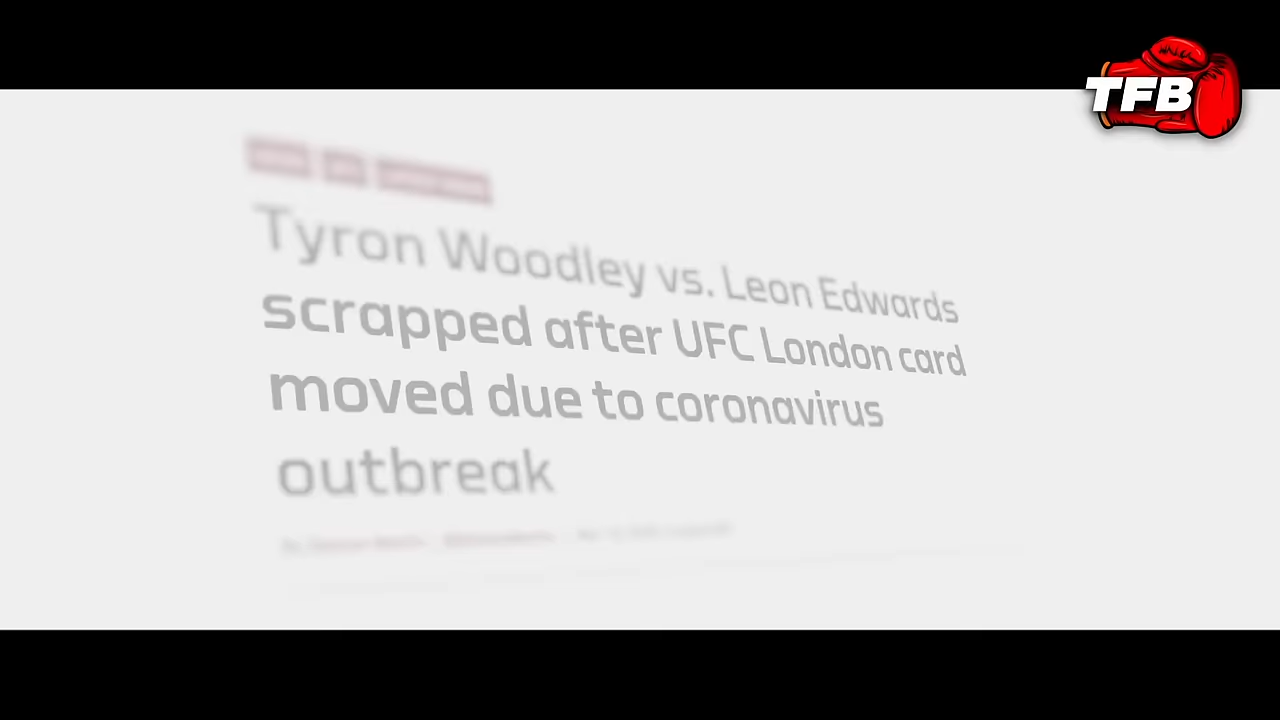 TFB
Tyron Woodley vs. Leon Edwards
scrapped after UFC London card
moved due to coronavirus
outbreak